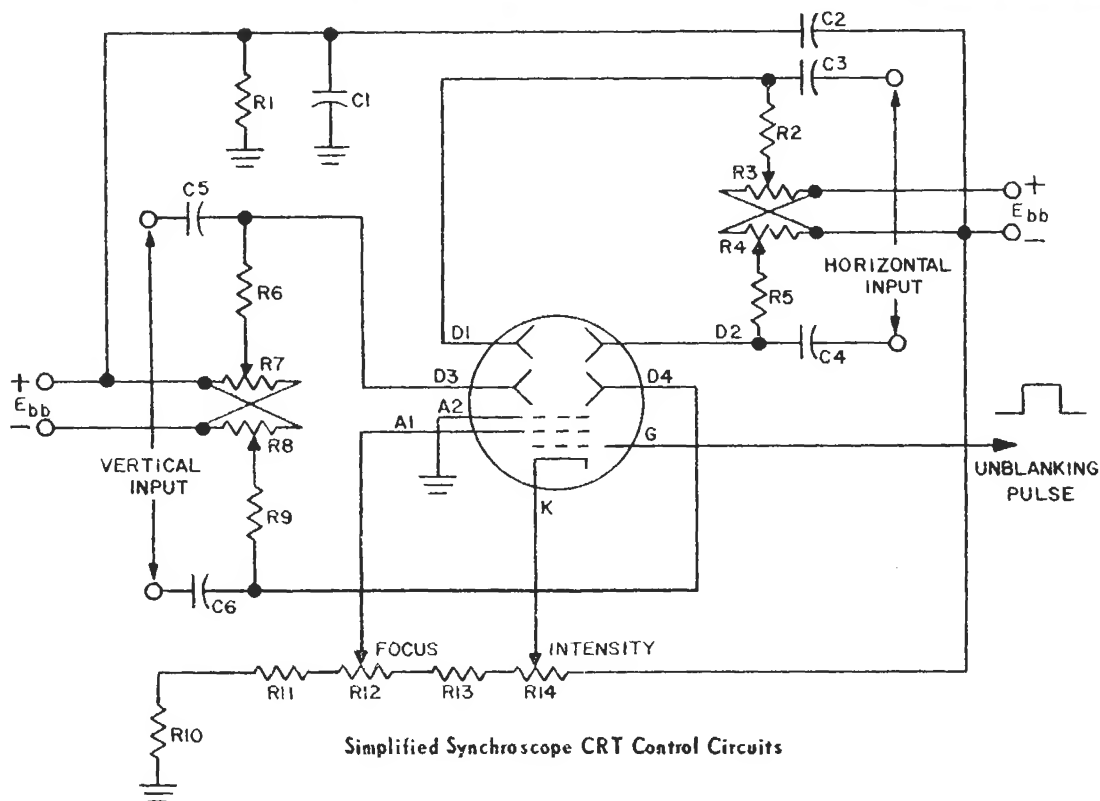 C2
C3
R1
C1
R2
C5
R3
+
Ebb
−
R4
HORIZONTAL
INPUT
R6
R5
D1
D2
C4
R7
+
Ebb
−
D3
D4
A2
A1
R8
G
VERTICAL
INPUT
UNBLANKING
PULSE
K
R9
C6
FOCUS
INTENSITY
R11
R12
R13
R14
R10
Simplified Synchroscope CRT Control Circuits